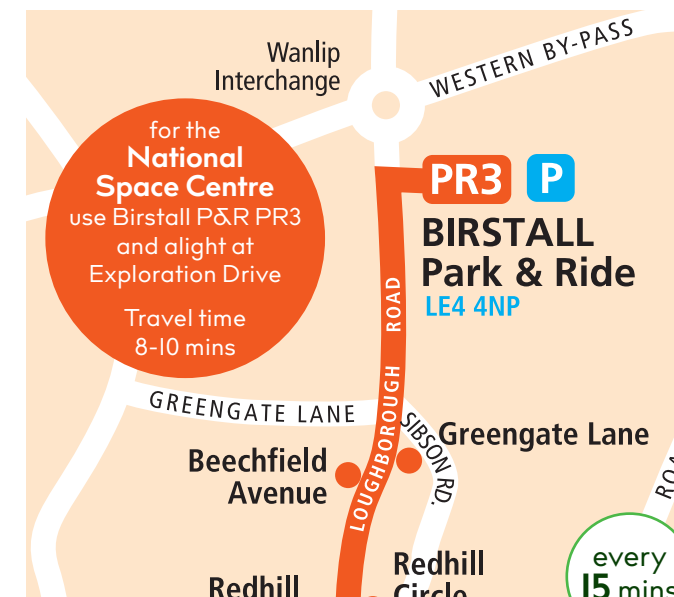 Wanlip
Interchange
WESTERN BY-PASS
for the
National
Space Centre
use Birstall P&R PR3
and alight at
Exploration Drive
Travel time
8-10 mins
PR3 P
BIRSTALL
Park & Ride
LE4 4NP
LOUGHBOROUGH ROAD
GREENGATE LANE
SIBSON RD.
Greengate Lane
Beechfield
Avenue
Redhill
Circle
Redhill
every
15 mins